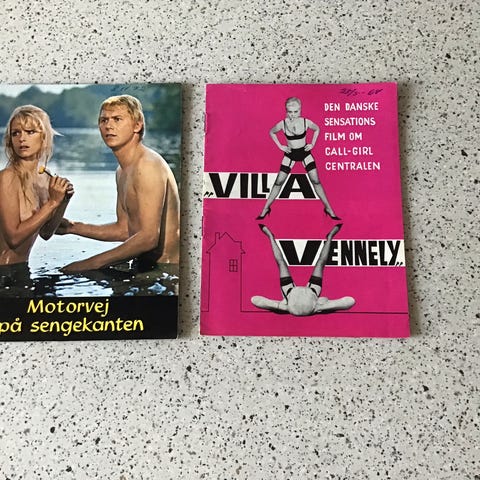 Motorvej
på sengekanten
DEN DANSKE
SENSATIONS
FILM OM
CALL-GIRL
CENTRALEN
„VILLA
VENNELY„